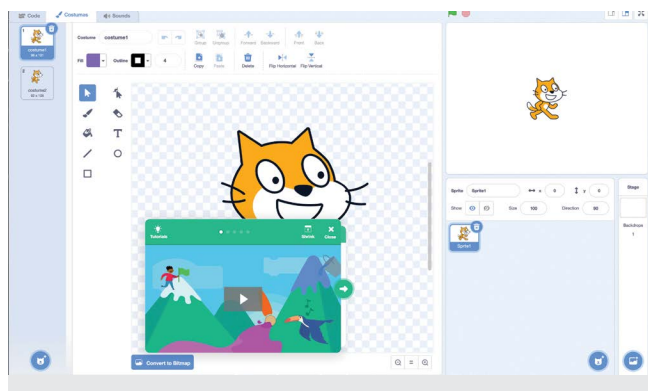 Code Costumes Sounds
1
costume1
2
costume2
Costume costume1
Group Ungroup Forward Backward Front Back
Fill Outline 4
Copy Paste Delete Flip Horizontal Flip Vertical
T
Tutorials Shrink Close
Convert to Bitmap
=
Sprite Sprite1 x 0 y 0
Show Size 100 Direction 90
Sprite1
Stage
Backdrops
1